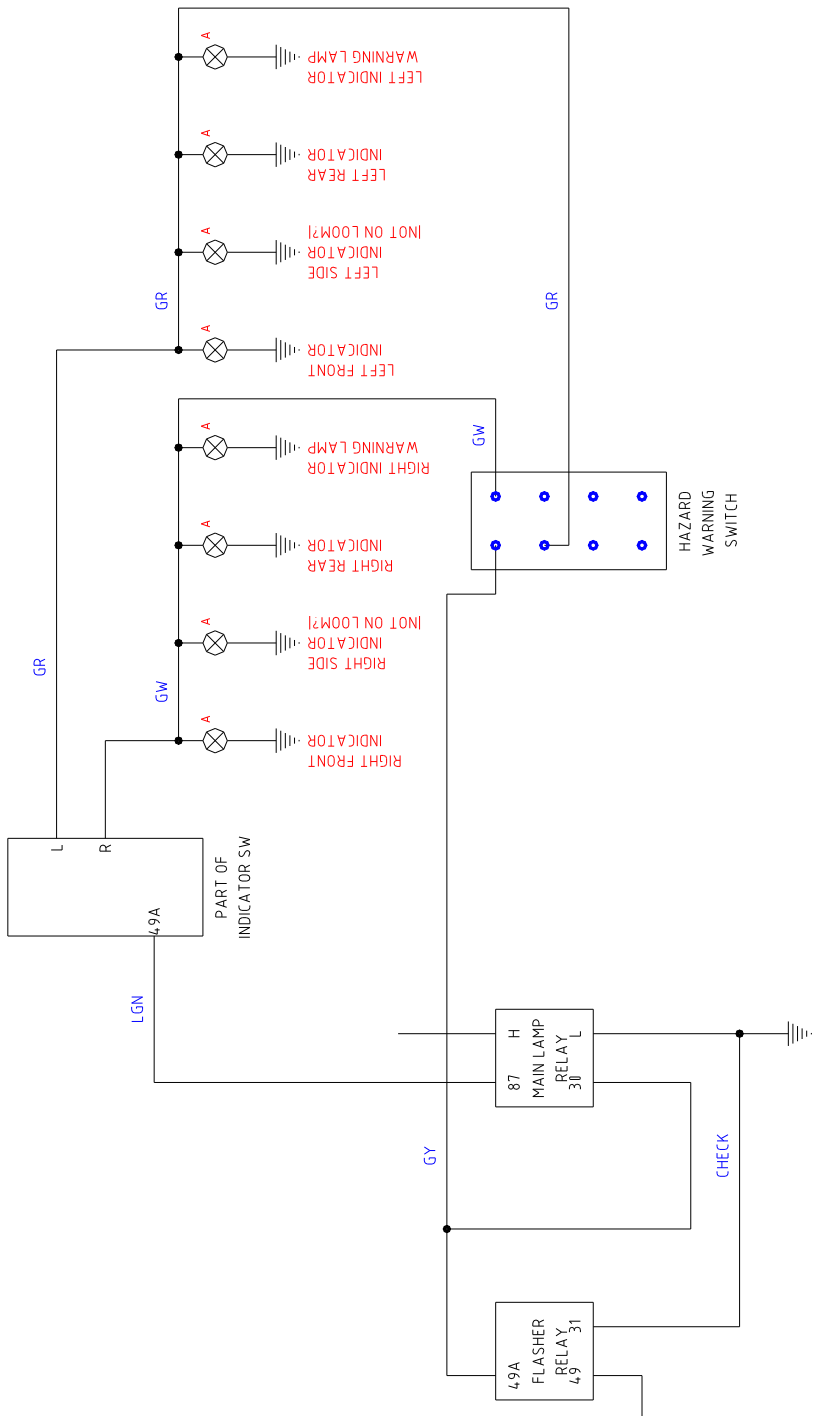 A
WARNING LAMP
LEFT INDICATOR
A
INDICATOR
LEFT REAR
A
(NOT ON LOOM?)
INDICATOR
LEFT SIDE
GR
GR
A
INDICATOR
LEFT FRONT
GW
A
WARNING LAMP
RIGHT INDICATOR
HAZARD
WARNING
SWITCH
A
INDICATOR
RIGHT REAR
A
(NOT ON LOOM?)
INDICATOR
RIGHT SIDE
GR
GW
A
INDICATOR
RIGHT FRONT
L
R
49A
PART OF
INDICATOR SW
LGN
H
87
MAIN LAMP
RELAY
L
30
GY
CHECK
49A
FLASHER
RELAY
31
49